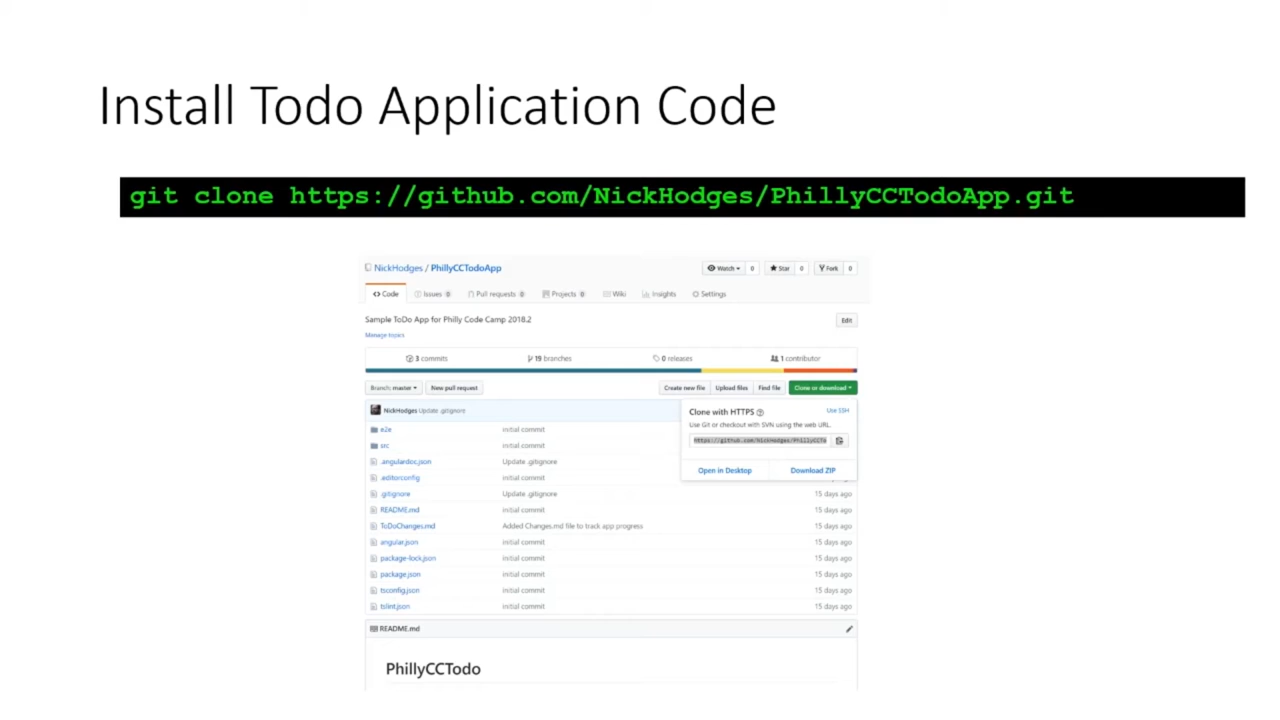 Install Todo Application Code
git clone https://github.com/NickHodges/PhillyCCTodoApp.git
NickHodges / PhillyCCTodoApp
Watch 0 Star 0 Fork 0
Code Issues 0 Pull requests 0 Projects 0 Wiki Insights Settings
Sample ToDo App for Philly Code Camp 2018.2 Edit
Manage topics
3 commits 19 branches 0 releases 1 contributor
Branch: master New pull request Create new file Upload files Find file Clone or download
NickHodges Update .gitignore
Clone with HTTPS Use SSH
Use Git or checkout with SVN using the web URL.
https://github.com/NickHodges/PhillyCCTo
Open in Desktop Download ZIP
e2e initial commit
src initial commit
.angulardoc.json Update .gitignore
.editorconfig initial commit
.gitignore Update .gitignore 15 days ago
README.md initial commit 15 days ago
ToDoChanges.md Added Changes.md file to track app progress 15 days ago
angular.json initial commit 15 days ago
package-lock.json initial commit 15 days ago
package.json initial commit 15 days ago
tsconfig.json initial commit 15 days ago
tslint.json initial commit 15 days ago
README.md
PhillyCCTodo